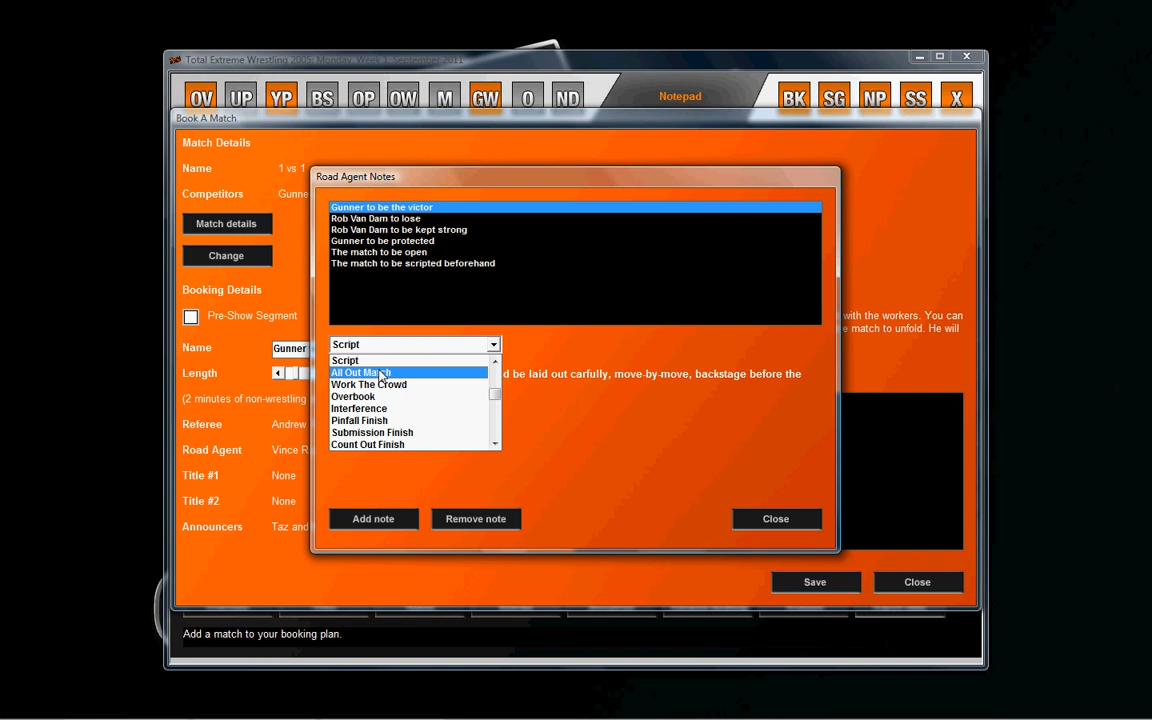 Total Extreme Wrestling 2005: Monday, Week 1, September 2011
OV UP YP BS OP OW M GW O ND
Notepad
BK SG NP SS X
Book A Match
Match Details
Name 1 vs 1
Competitors Gunne
Match details
Change
Booking Details
Pre-Show Segment
Name Gunner
Length
(2 minutes of non-wrestling
Referee Andrew
Road Agent Vince R
Title #1 None
Title #2 None
Announcers Taz and
with the workers. You can
e match to unfold. He will
Road Agent Notes
Gunner to be the victor
Rob Van Dam to lose
Rob Van Dam to be kept strong
Gunner to be protected
The match to be open
The match to be scripted beforehand
Script
Script
All Out Match
Work The Crowd
Overbook
Interference
Pinfall Finish
Submission Finish
Count Out Finish
d be laid out carfully, move-by-move, backstage before the
Add note
Remove note
Close
Save
Close
Add a match to your booking plan.